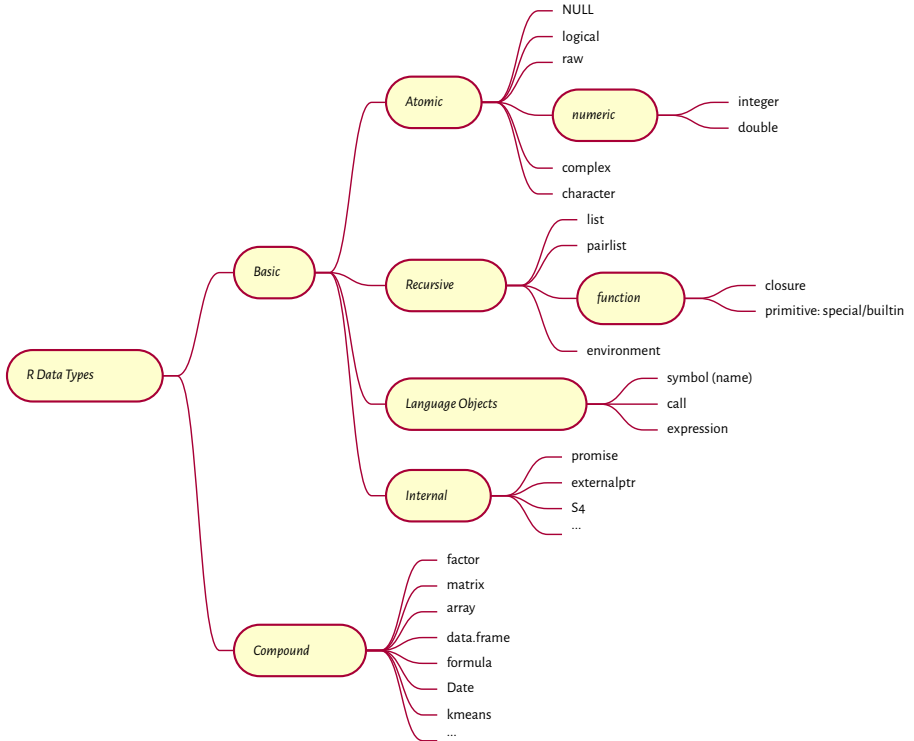 R Data Types
Basic
Atomic
NULL
logical
raw
numeric
integer
double
complex
character
Recursive
list
pairlist
function
closure
primitive: special/builtin
environment
Language Objects
symbol (name)
call
expression
Internal
promise
externalptr
S4
...
Compound
factor
matrix
array
data.frame
formula
Date
kmeans
...